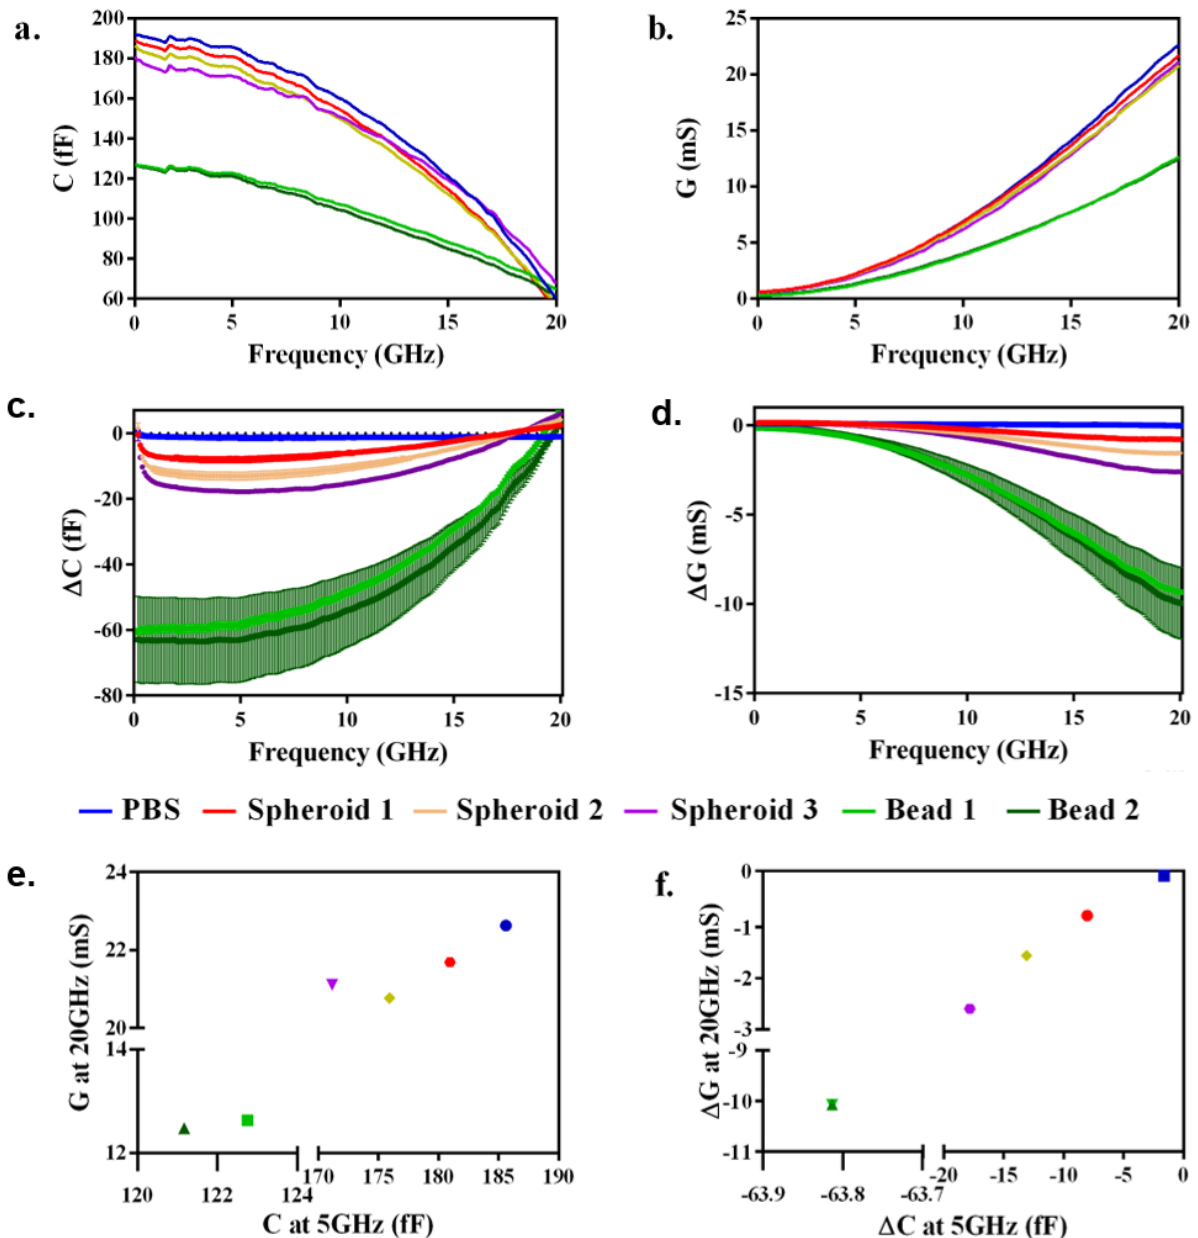 a.
C (fF)
200
180
160
140
120
100
80
60
0 5 10 15 20
Frequency (GHz)
b.
G (mS)
25
20
15
10
5
0
0 5 10 15 20
Frequency (GHz)
c.
ΔC (fF)
0
-20
-40
-60
-80
0 5 10 15 20
Frequency (GHz)
d.
ΔG (mS)
0
-5
-10
-15
0 5 10 15 20
Frequency (GHz)
PBS Spheroid 1 Spheroid 2 Spheroid 3 Bead 1 Bead 2
e.
G at 20GHz (mS)
24
22
20
14
12
120 122 124
170 175 180 185 190
C at 5GHz (fF)
f.
ΔG at 20GHz (mS)
0
-1
-2
-3
-9
-10
-11
-63.9 -63.8 -63.7
-20 -15 -10 -5 0
ΔC at 5GHz (fF)